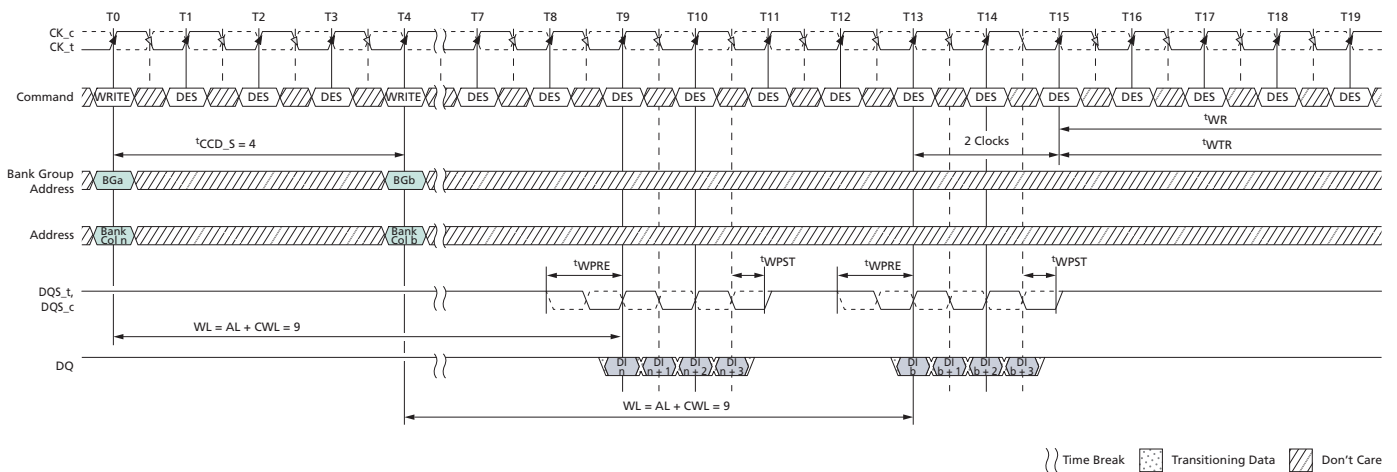 T0 T1 T2 T3 T4 T7 T8 T9 T10 T11 T12 T13 T14 T15 T16 T17 T18 T19
CK_c
CK_t
Command WRITE DES DES DES WRITE DES DES DES DES DES DES DES DES DES DES DES DES DES
tWR
tCCD_S = 4
2 Clocks
tWTR
Bank Group
Address
BGa BGb
Address
Bank
Col n
Bank
Col b
tWPRE tWPST tWPRE tWPST
DQS_t,
DQS_c
WL = AL + CWL = 9
DQ
DI
n
DI
n + 1
DI
n + 2
DI
n + 3
DI
b
DI
b + 1
DI
b + 2
DI
b + 3
WL = AL + CWL = 9
Time Break Transitioning Data Don't Care